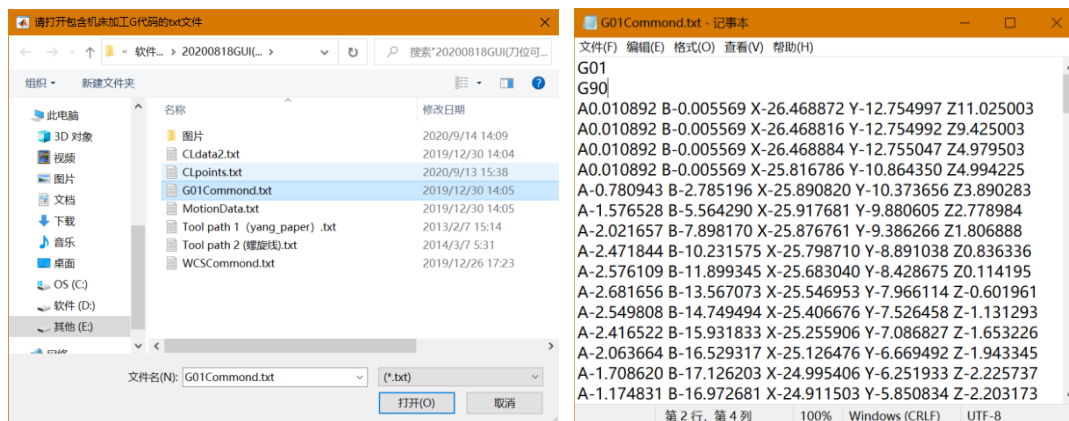 请打开包含机床加工G代码的txt文件
« 软件... › 20200818GUI(... ›
搜索"20200818GUI(刀位可...
组织 新建文件夹
名称 修改日期
此电脑
3D 对象
视频
图片
文档
下载
音乐
桌面
OS (C:)
软件 (D:)
其他 (E:)
图片 2020/9/14 14:09
CLdata2.txt 2019/12/30 14:04
CLpoints.txt 2020/9/13 15:38
G01Commond.txt 2019/12/30 14:05
MotionData.txt 2019/12/30 14:05
Tool path 1（yang_paper）.txt 2013/2/7 15:14
Tool path 2 (螺旋线).txt 2014/3/7 5:31
WCSCommond.txt 2019/12/26 17:23
文件名(N): G01Commond.txt (*.txt)
打开(O) 取消
G01Commond.txt - 记事本
文件(F) 编辑(E) 格式(O) 查看(V) 帮助(H)
G01
G90
A0.010892 B-0.005569 X-26.468872 Y-12.754997 Z11.025003
A0.010892 B-0.005569 X-26.468816 Y-12.754992 Z9.425003
A0.010892 B-0.005569 X-26.468884 Y-12.755047 Z4.979503
A0.010892 B-0.005569 X-25.816786 Y-10.864350 Z4.994225
A-0.780943 B-2.785196 X-25.890820 Y-10.373656 Z3.890283
A-1.576528 B-5.564290 X-25.917681 Y-9.880605 Z2.778984
A-2.021657 B-7.898170 X-25.876761 Y-9.386266 Z1.806888
A-2.471844 B-10.231575 X-25.798710 Y-8.891038 Z0.836336
A-2.576109 B-11.899345 X-25.683040 Y-8.428675 Z0.114195
A-2.681656 B-13.567073 X-25.546953 Y-7.966114 Z-0.601961
A-2.549808 B-14.749494 X-25.406676 Y-7.526458 Z-1.131293
A-2.416522 B-15.931833 X-25.255906 Y-7.086827 Z-1.653226
A-2.063664 B-16.529317 X-25.126476 Y-6.669492 Z-1.943345
A-1.708620 B-17.126203 X-24.995406 Y-6.251933 Z-2.225737
A-1.174831 B-16.972681 X-24.911503 Y-5.850834 Z-2.203173
第 2 行，第 4 列 100% Windows (CRLF) UTF-8